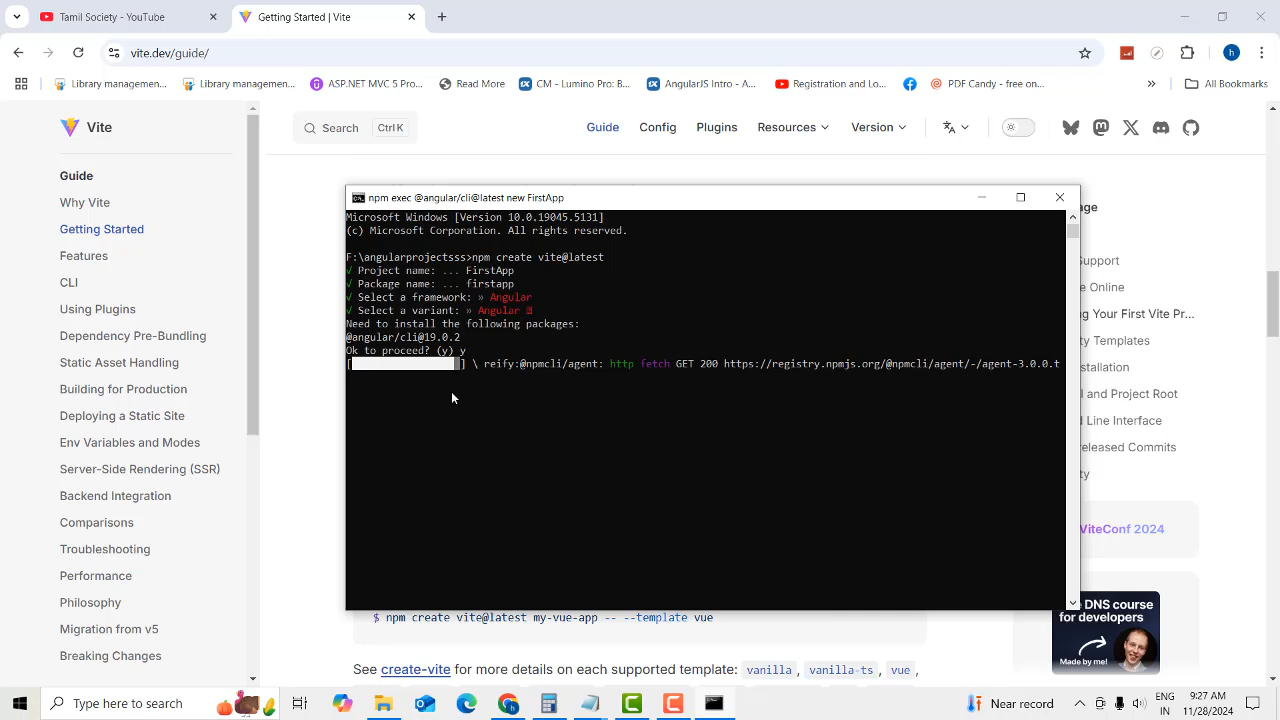 Tamil Society - YouTube
Getting Started | Vite
vite.dev/guide/
Library managemen...
Library managemen...
ASP.NET MVC 5 Pro...
Read More
CM - Lumino Pro: B...
AngularJS Intro - A...
Registration and Lo...
PDF Candy - free on...
All Bookmarks
Vite
Search
Ctrl K
Guide
Config
Plugins
Resources
Version
Guide
Why Vite
Getting Started
Features
CLI
Using Plugins
Dependency Pre-Bundling
Static Asset Handling
Building for Production
Deploying a Static Site
Env Variables and Modes
Server-Side Rendering (SSR)
Backend Integration
Comparisons
Troubleshooting
Performance
Philosophy
Migration from v5
Breaking Changes
npm exec @angular/cli@latest new FirstApp
Microsoft Windows [Version 10.0.19045.5131]
(c) Microsoft Corporation. All rights reserved.
F:\angularprojectsss>npm create vite@latest
√ Project name: ... FirstApp
√ Package name: ... firstapp
√ Select a framework: » Angular
√ Select a variant: » Angular
Need to install the following packages:
@angular/cli@19.0.2
Ok to proceed? (y) y
[ ] \ reify:@npmcli/agent: http fetch GET 200 https://registry.npmjs.org/@npmcli/agent/-/agent-3.0.0.t
$ npm create vite@latest my-vue-app -- --template vue
See create-vite for more details on each supported template: vanilla, vanilla-ts, vue,
age
Support
e Online
ng Your First Vite Pr...
y Templates
stallation
l and Project Root
d Line Interface
eleased Commits
ty
ViteConf 2024
DNS course
for developers
Made by me!
Type here to search
Near record
ENG
IN
9:27 AM
11/28/2024